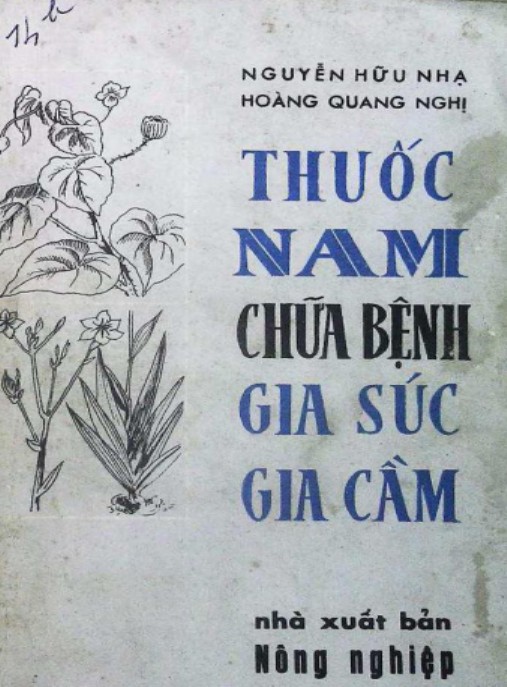 NGUYỄN HỮU NHẠ
HOÀNG QUANG NGHỊ
THUỐC
NAM
CHỮA BỆNH
GIA SÚC
GIA CẦM
nhà xuất bản
Nông nghiệp